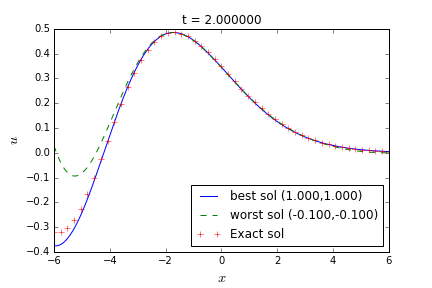 t = 2.000000
0.5
0.4
0.3
0.2
0.1
0.0
−0.1
−0.2
−0.3
−0.4
u
best sol (1.000,1.000)
worst sol (-0.100,-0.100)
Exact sol
−6 −4 −2 0 2 4 6
x